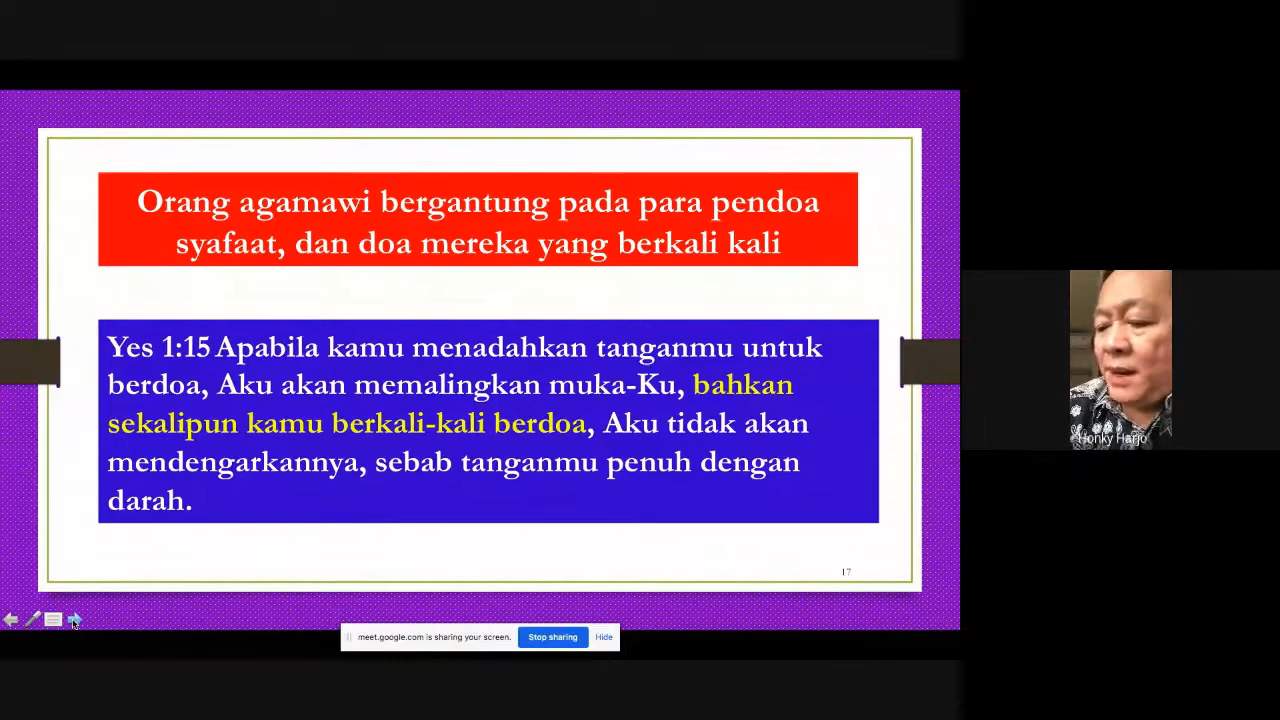 Orang agamawi bergantung pada para pendoa
syafaat, dan doa mereka yang berkali kali
Yes 1:15 Apabila kamu menadahkan tanganmu untuk
berdoa, Aku akan memalingkan muka-Ku, bahkan
sekalipun kamu berkali-kali berdoa, Aku tidak akan
mendengarkannya, sebab tanganmu penuh dengan
darah.
17
Honky Harjo
meet.google.com is sharing your screen. Stop sharing Hide